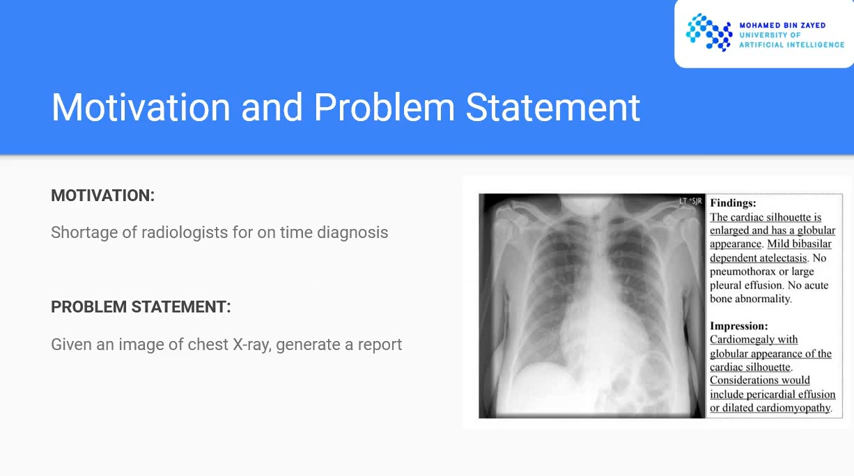 MOHAMED BIN ZAYED
UNIVERSITY OF
ARTIFICIAL INTELLIGENCE
Motivation and Problem Statement
MOTIVATION:
Shortage of radiologists for on time diagnosis
PROBLEM STATEMENT:
Given an image of chest X-ray, generate a report
LT *SJR
Findings:
The cardiac silhouette is
enlarged and has a globular
appearance. Mild bibasilar
dependent atelectasis. No
pneumothorax or large
pleural effusion. No acute
bone abnormality.
Impression:
Cardiomegaly with
globular appearance of the
cardiac silhouette.
Considerations would
include pericardial effusion
or dilated cardiomyopathy.